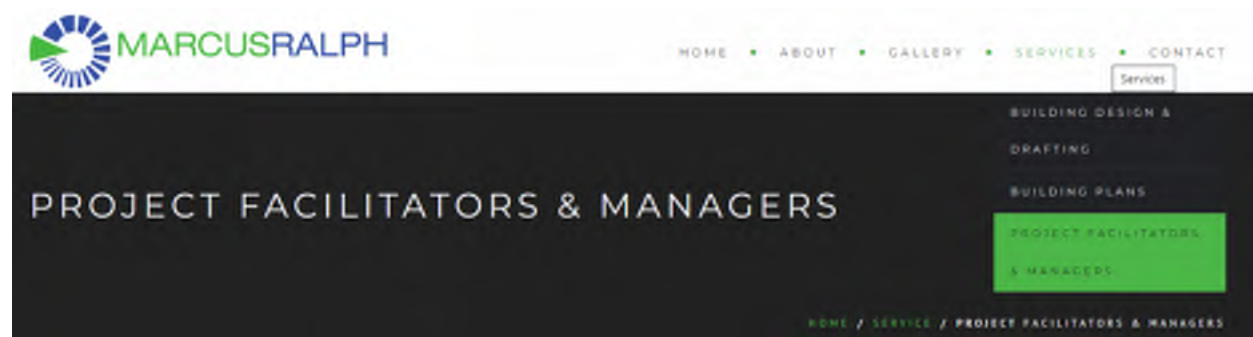 MARCUSRALPH
HOME ▪ ABOUT ▪ GALLERY ▪ SERVICES ▪ CONTACT
Services
BUILDING DESIGN &
DRAFTING
BUILDING PLANS
PROJECT FACILITATORS & MANAGERS
PROJECT FACILITATORS
& MANAGERS
HOME / SERVICE / PROJECT FACILITATORS & MANAGERS